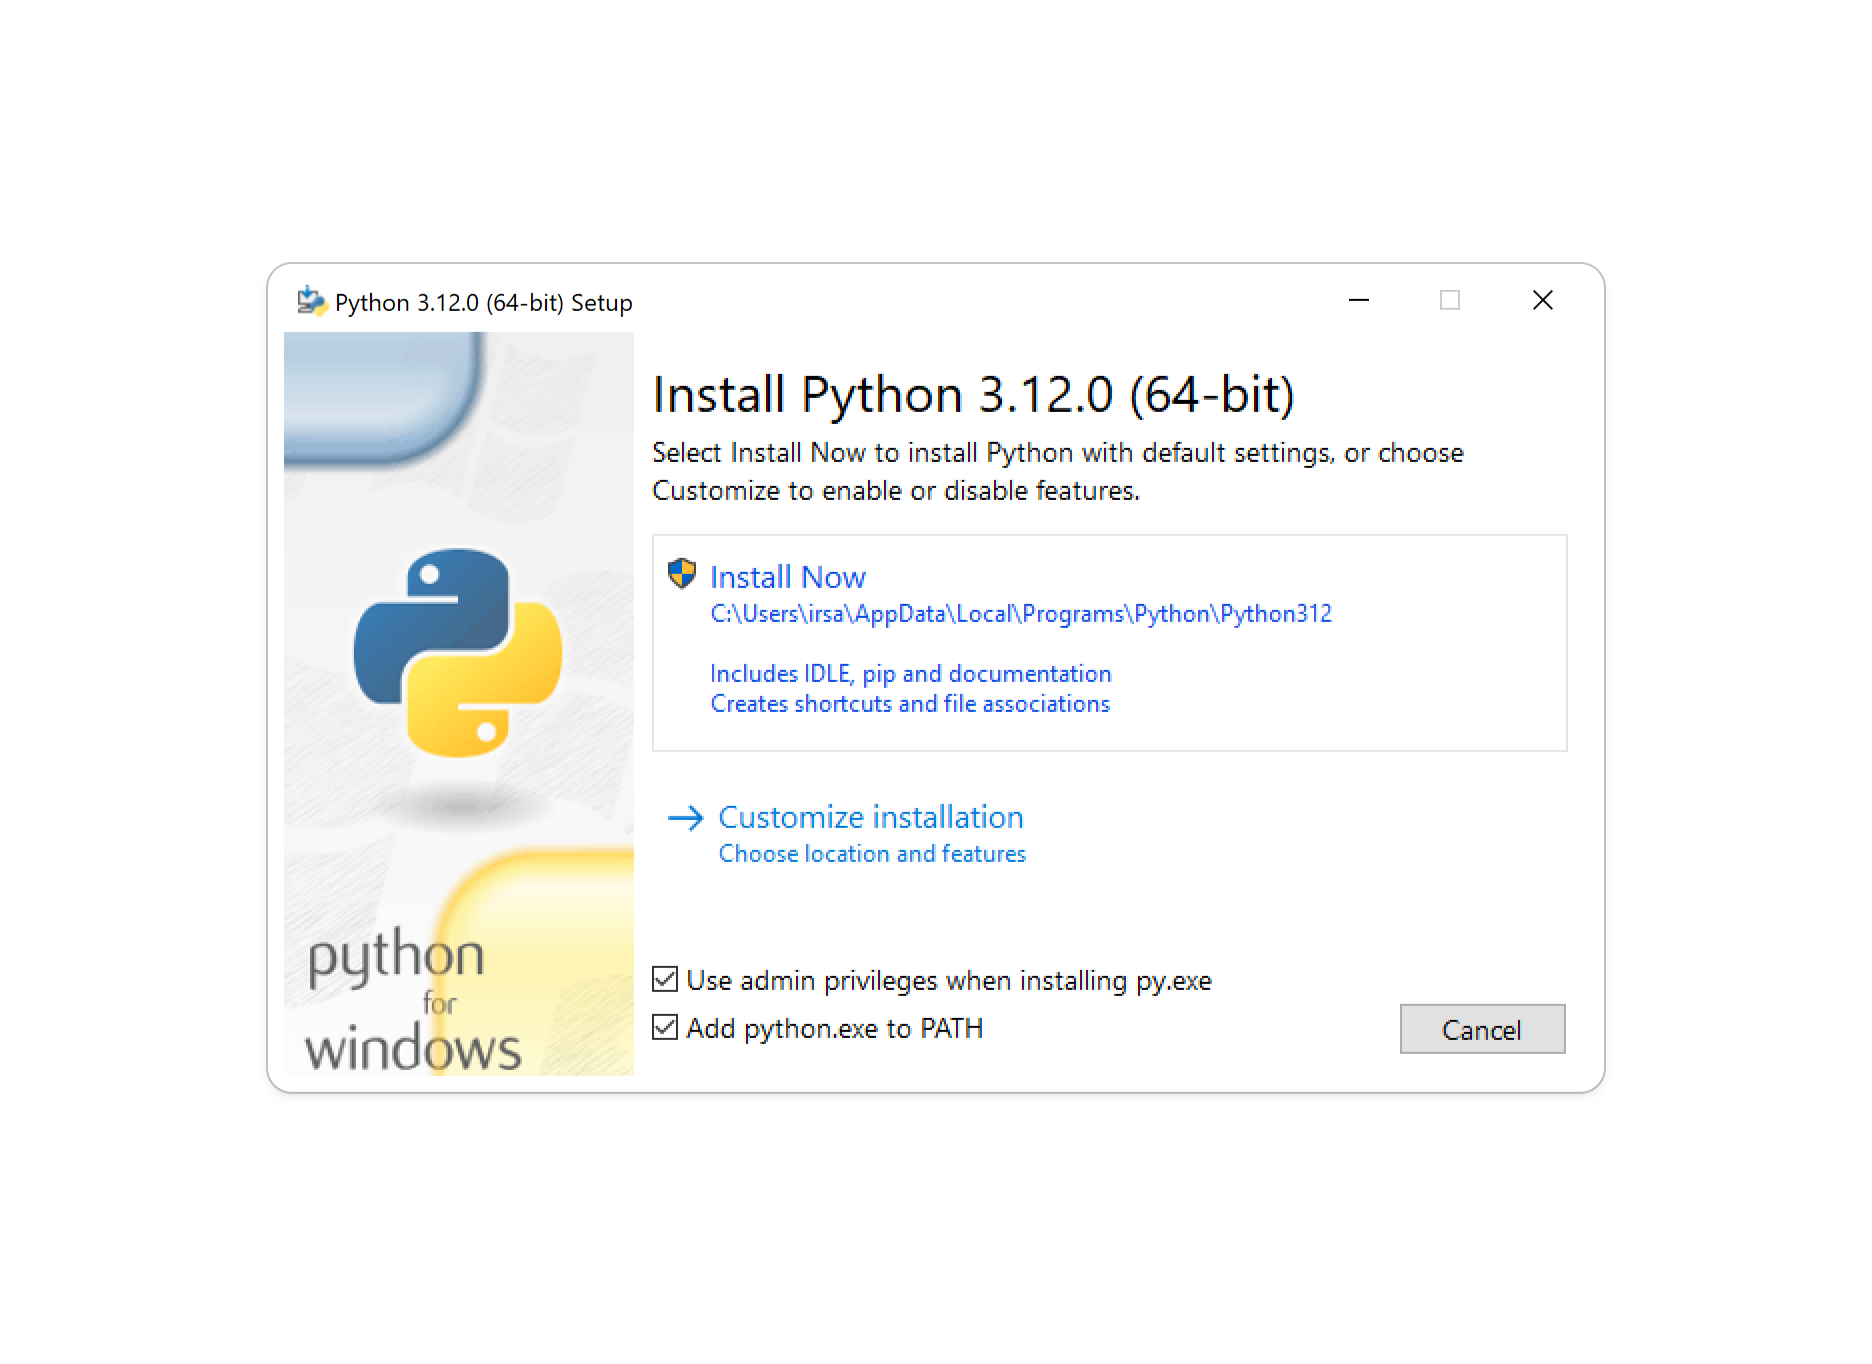 Python 3.12.0 (64-bit) Setup
Install Python 3.12.0 (64-bit)
Select Install Now to install Python with default settings, or choose
Customize to enable or disable features.
Install Now
C:\Users\irsa\AppData\Local\Programs\Python\Python312
Includes IDLE, pip and documentation
Creates shortcuts and file associations
Customize installation
Choose location and features
python
for
windows
Use admin privileges when installing py.exe
Add python.exe to PATH
Cancel